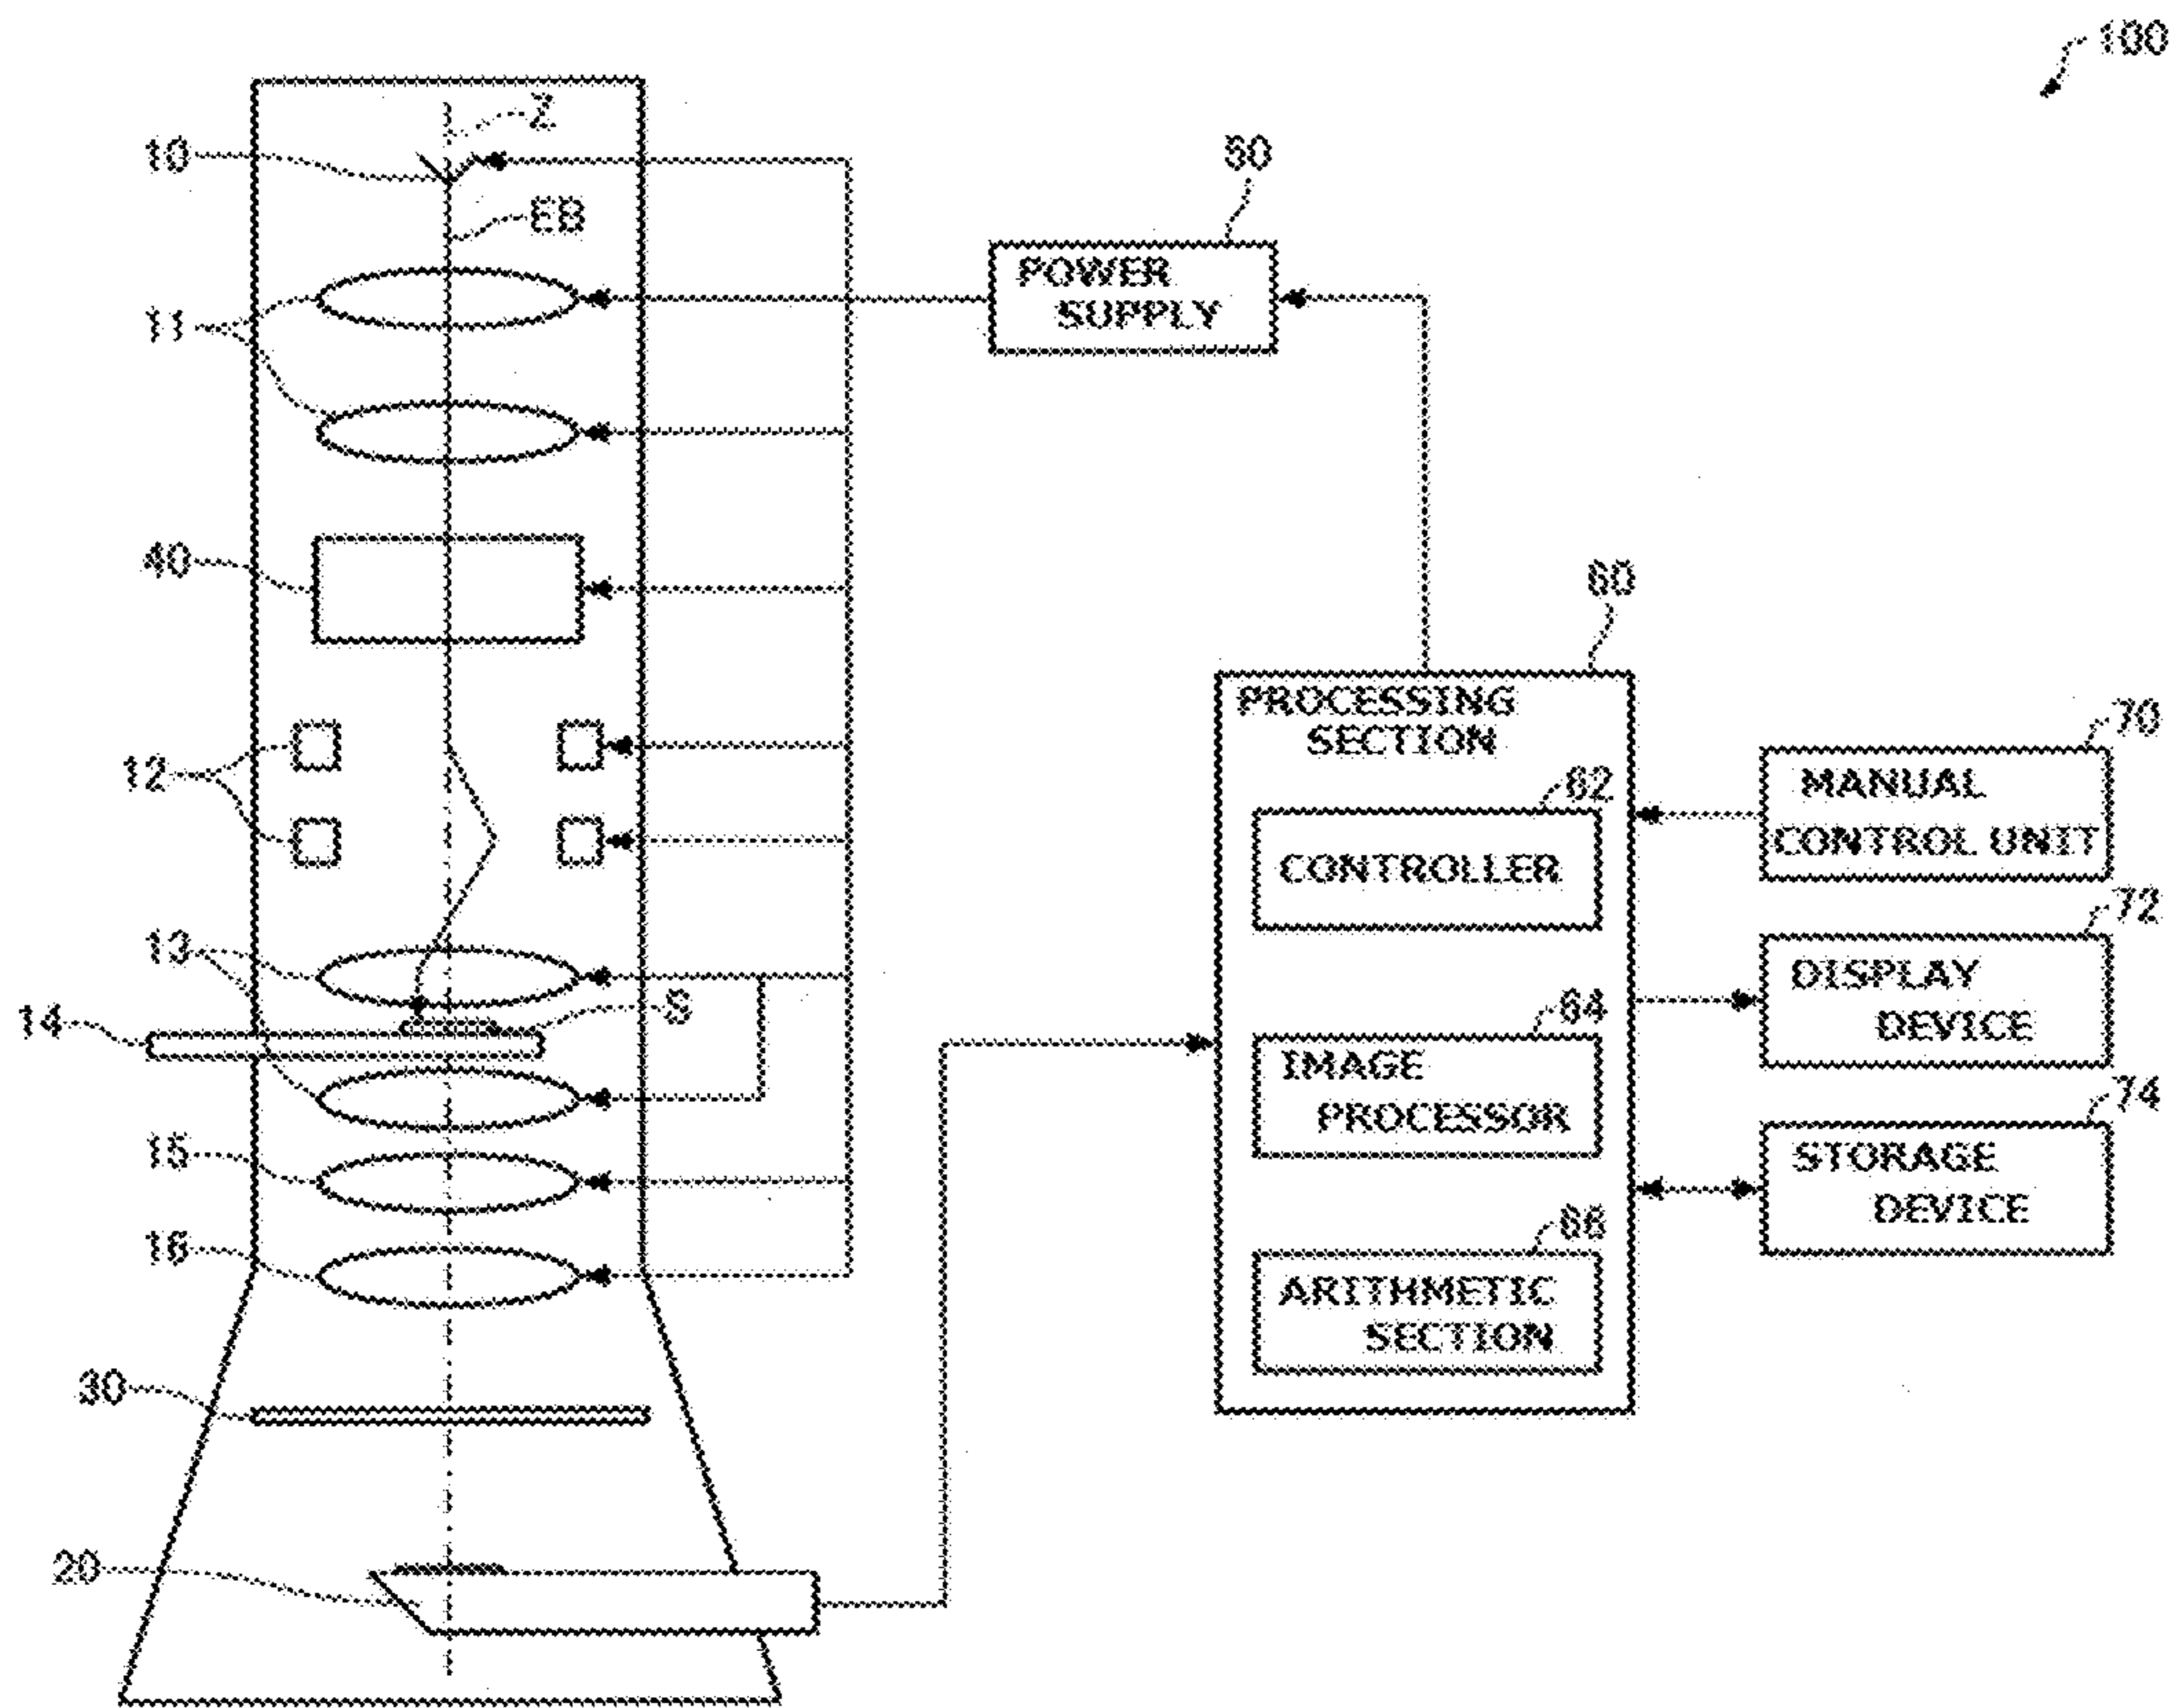 100
Z
10
50
EB
POWER
SUPPLY
11
40
60
PROCESSING
SECTION
70
MANUAL
CONTROL UNIT
12
62
CONTROLLER
72
DISPLAY
DEVICE
13
S
14
64
IMAGE
PROCESSOR
74
STORAGE
DEVICE
15
16
66
ARITHMETIC
SECTION
30
20